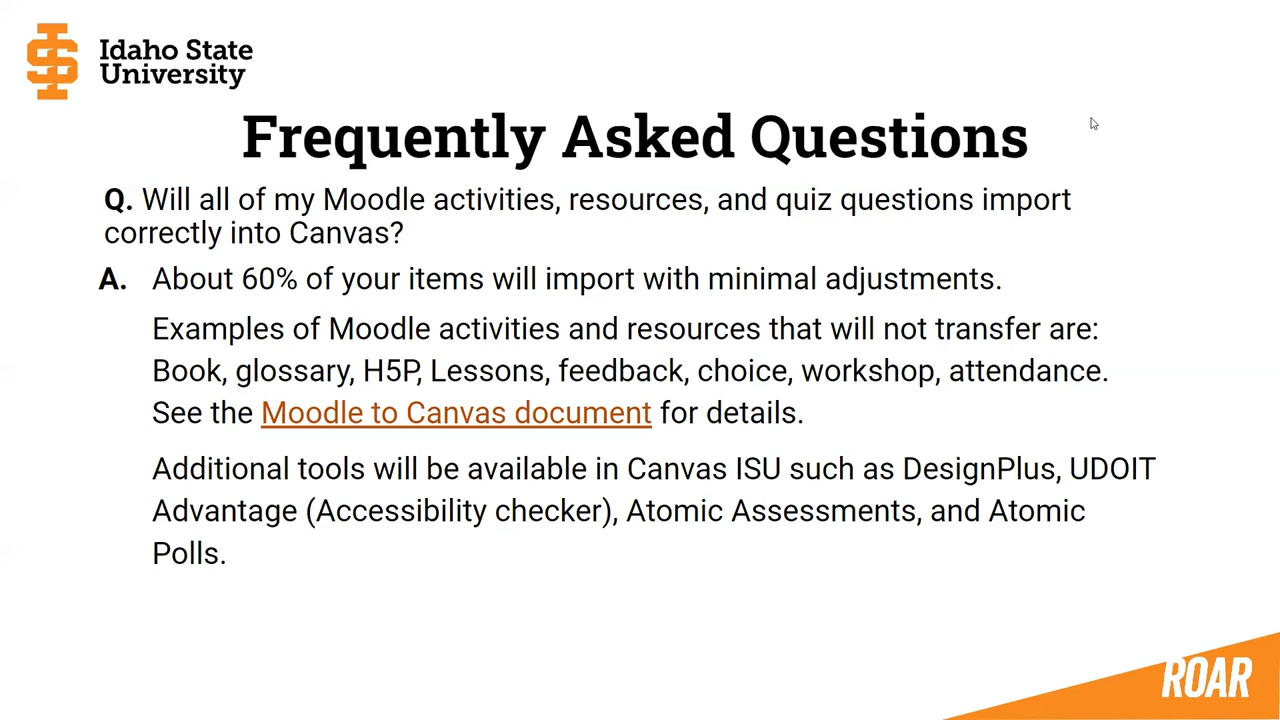 Idaho State
University
Frequently Asked Questions
Q. Will all of my Moodle activities, resources, and quiz questions import
correctly into Canvas?
A. About 60% of your items will import with minimal adjustments.
Examples of Moodle activities and resources that will not transfer are:
Book, glossary, H5P, Lessons, feedback, choice, workshop, attendance.
See the Moodle to Canvas document for details.
Additional tools will be available in Canvas ISU such as DesignPlus, UDOIT
Advantage (Accessibility checker), Atomic Assessments, and Atomic
Polls.
ROAR